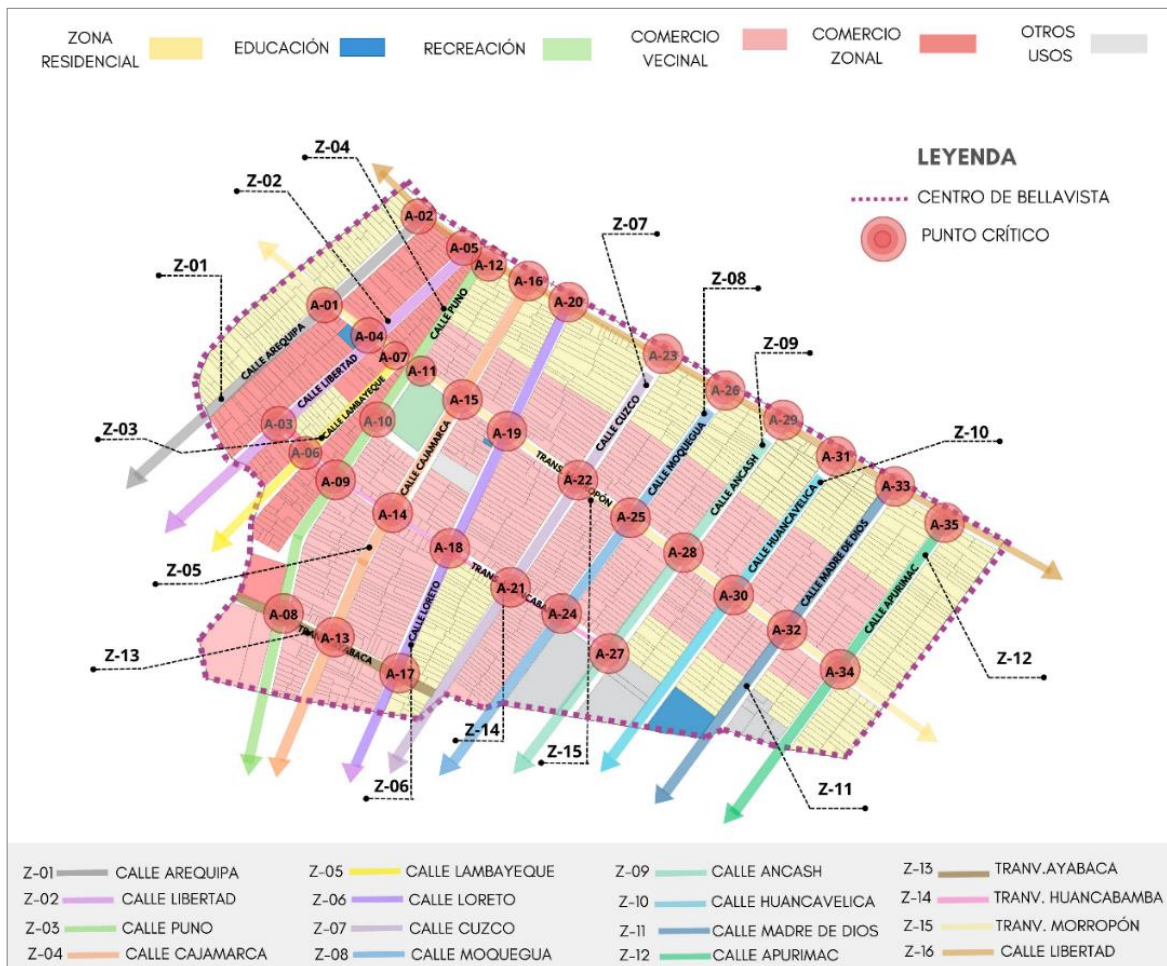 ZONA
RESIDENCIAL
EDUCACIÓN
RECREACIÓN
COMERCIO
VECINAL
COMERCIO
ZONAL
OTROS
USOS
LEYENDA
CENTRO DE BELLAVISTA
PUNTO CRÍTICO
Z-04
Z-02
Z-07
Z-01
Z-08
Z-09
Z-03
Z-10
Z-05
Z-13
Z-12
Z-14
Z-15
Z-06
Z-11
A-02
A-05
A-12
A-16
A-20
A-01
A-04
A-07
A-11
A-23
A-26
A-29
A-15
A-03
A-10
A-19
A-06
A-31
A-09
A-22
A-33
A-14
A-25
A-35
A-18
A-28
A-21
A-30
A-24
A-08
A-13
A-32
A-27
A-17
A-34
CALLE AREQUIPA
CALLE LIBERTAD
CALLE LAMBAYEQUE
CALLE PUNO
CALLE CAJAMARCA
CALLE LORETO
CALLE CUZCO
CALLE MOQUEGUA
CALLE ANCASH
CALLE HUANCAVELICA
CALLE MADRE DE DIOS
CALLE APURIMAC
Z-01 CALLE AREQUIPA
Z-02 CALLE LIBERTAD
Z-03 CALLE PUNO
Z-04 CALLE CAJAMARCA
Z-05 CALLE LAMBAYEQUE
Z-06 CALLE LORETO
Z-07 CALLE CUZCO
Z-08 CALLE MOQUEGUA
Z-09 CALLE ANCASH
Z-10 CALLE HUANCAVELICA
Z-11 CALLE MADRE DE DIOS
Z-12 CALLE APURIMAC
Z-13 TRANV.AYABACA
Z-14 TRANV. HUANCABAMBA
Z-15 TRANV. MORROPÓN
Z-16 CALLE LIBERTAD